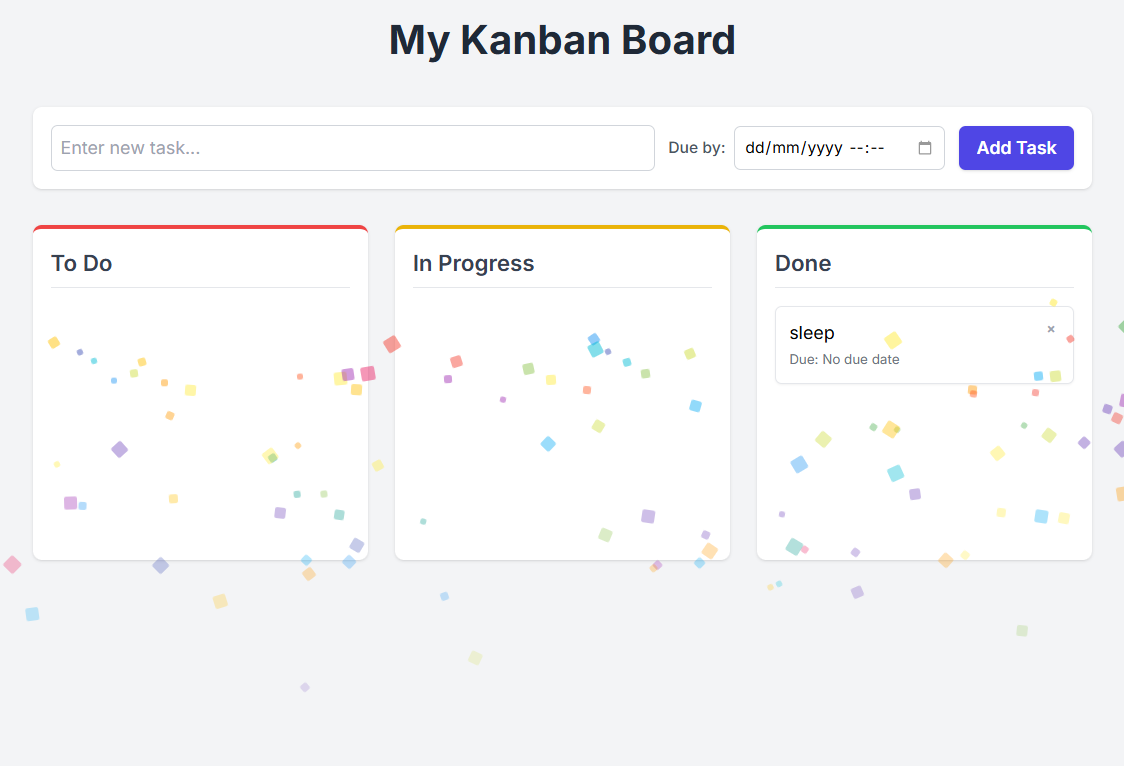 My Kanban Board
Enter new task...
Due by: dd/mm/yyyy --:-- Add Task
To Do
In Progress
Done
sleep ×
Due: No due date